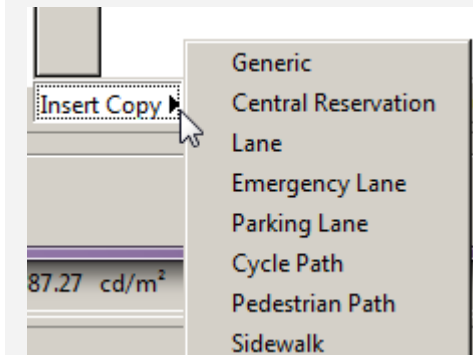 Insert Copy
Generic
Central Reservation
Lane
Emergency Lane
Parking Lane
Cycle Path
Pedestrian Path
Sidewalk
87.27 cd/m²